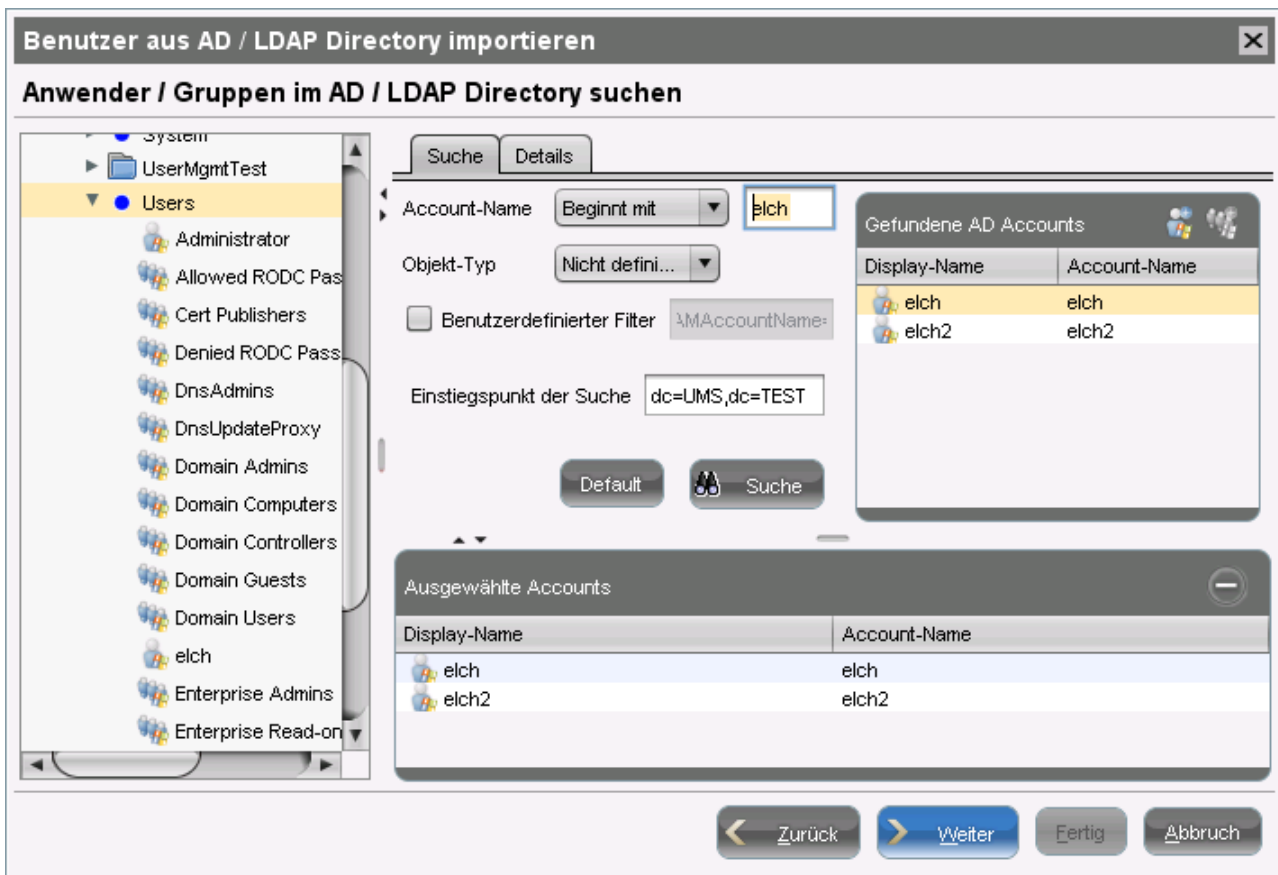 Benutzer aus AD / LDAP Directory importieren
Anwender / Gruppen im AD / LDAP Directory suchen
System
UserMgmtTest
Users
Administrator
Allowed RODC Pas
Cert Publishers
Denied RODC Pass
DnsAdmins
DnsUpdateProxy
Domain Admins
Domain Computers
Domain Controllers
Domain Guests
Domain Users
elch
Enterprise Admins
Enterprise Read-on
Suche Details
Account-Name Beginnt mit elch
Objekt-Typ Nicht defini...
Benutzerdefinierter Filter AMAccountName=
Einstiegspunkt der Suche dc=UMS,dc=TEST
Default Suche
Gefundene AD Accounts
Display-Name Account-Name
elch elch
elch2 elch2
Ausgewählte Accounts
Display-Name Account-Name
elch elch
elch2 elch2
Zurück Weiter Fertig Abbruch